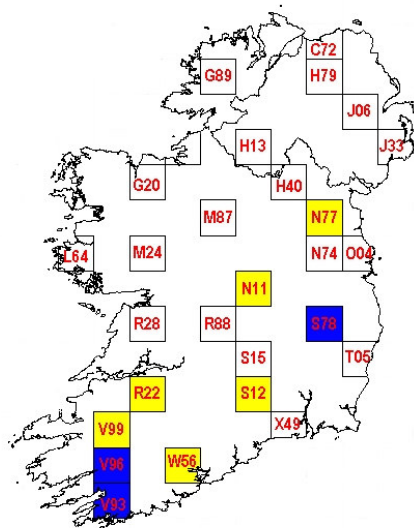 C72
G89
H79
J06
H13
J33
G20
H40
M87
N77
L64
M24
N74
O04
N11
R28
R88
S78
S15
T05
R22
S12
V99
X49
V96
W56
V93